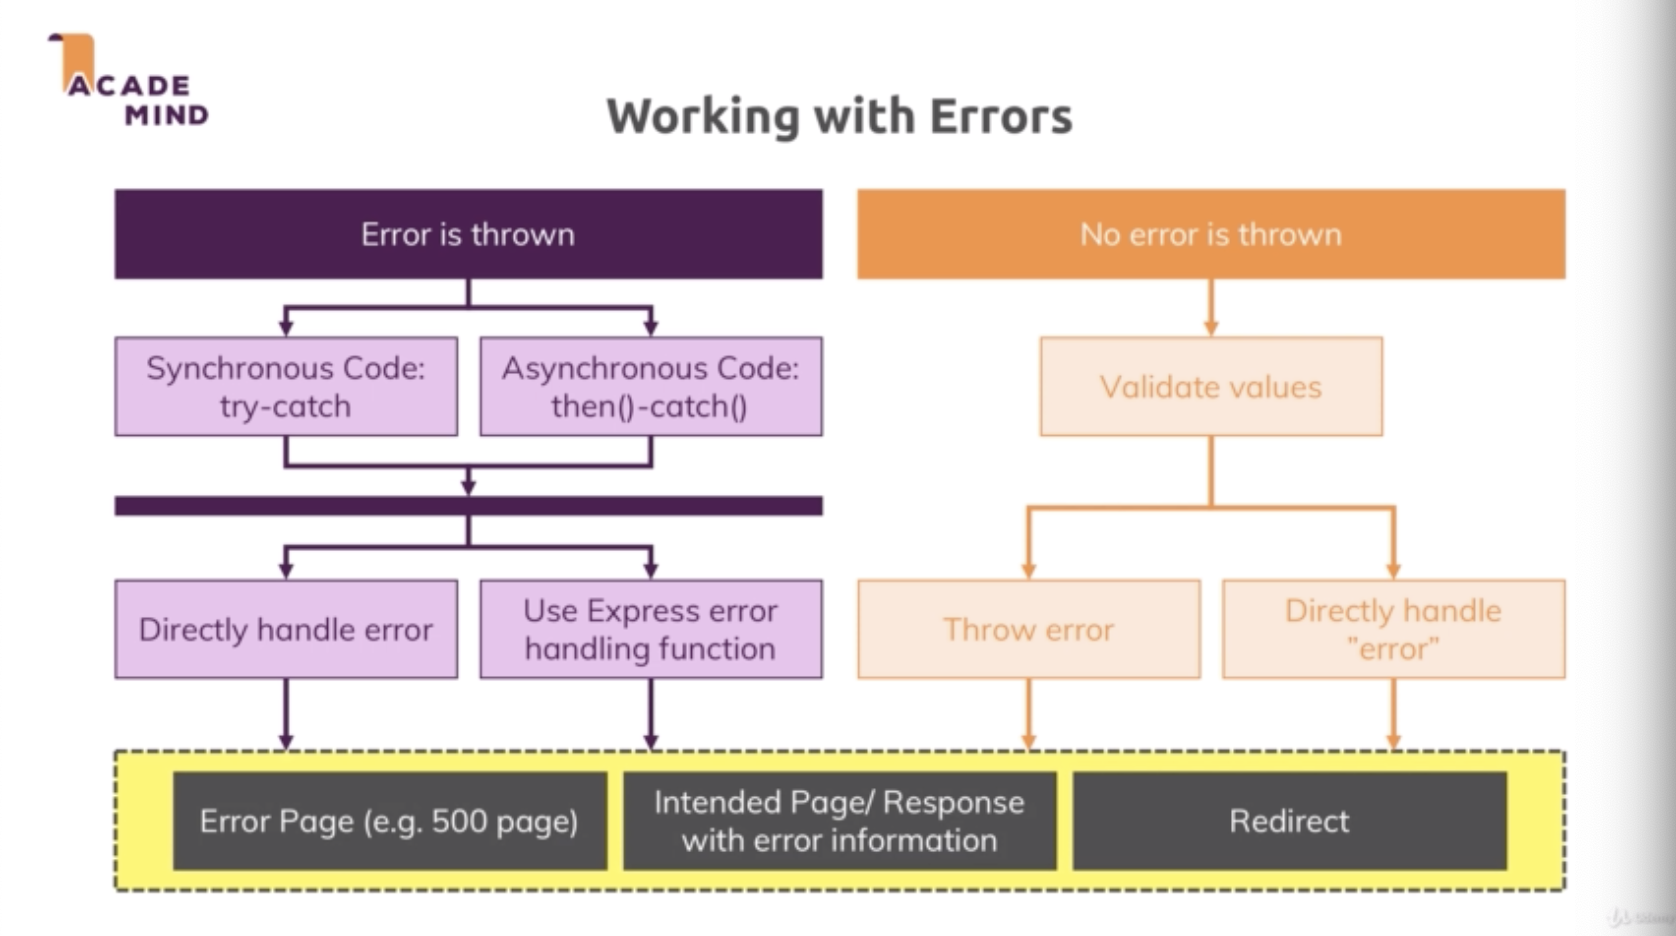 ACADE
MIND
Working with Errors
Error is thrown
No error is thrown
Synchronous Code:
try-catch
Asynchronous Code:
then()-catch()
Validate values
Directly handle error
Use Express error
handling function
Throw error
Directly handle
"error"
Error Page (e.g. 500 page)
Intended Page/ Response
with error information
Redirect
Udemy